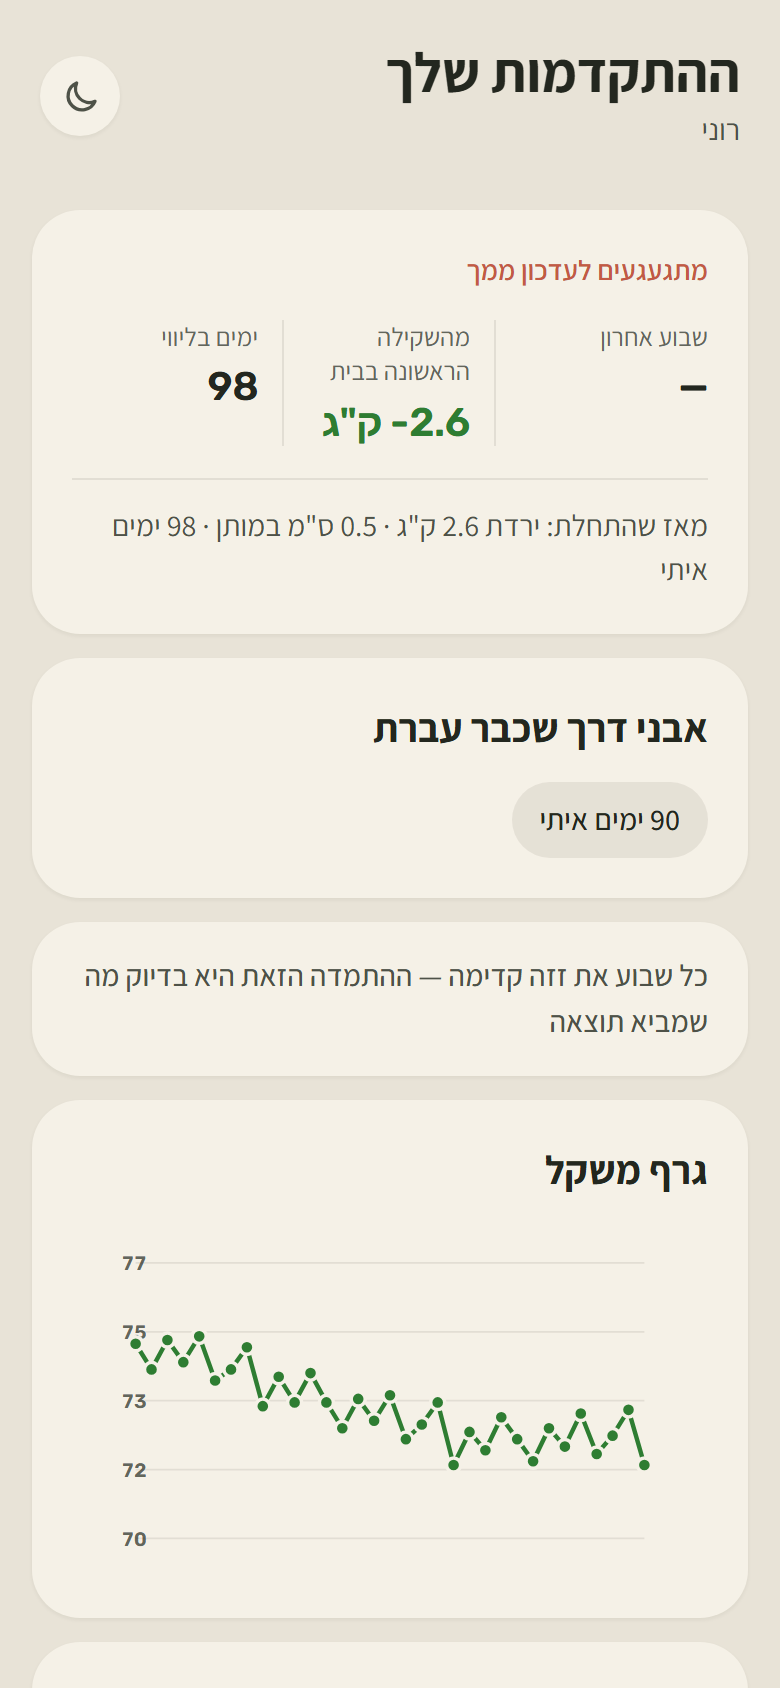 ההתקדמות שלך
רוני
מתגעגעים לעדכון ממך
שבוע אחרון
–
מהשקילה
הראשונה בבית
-2.6 ק"ג
ימים בליווי
98
מאז שהתחלת: ירדת 2.6 ק"ג · 0.5 ס"מ במותן · 98 ימים
איתי
אבני דרך שכבר עברת
90 ימים איתי
כל שבוע את זזה קדימה — ההתמדה הזאת היא בדיוק מה
שמביא תוצאה
גרף משקל
77
75
73
72
70